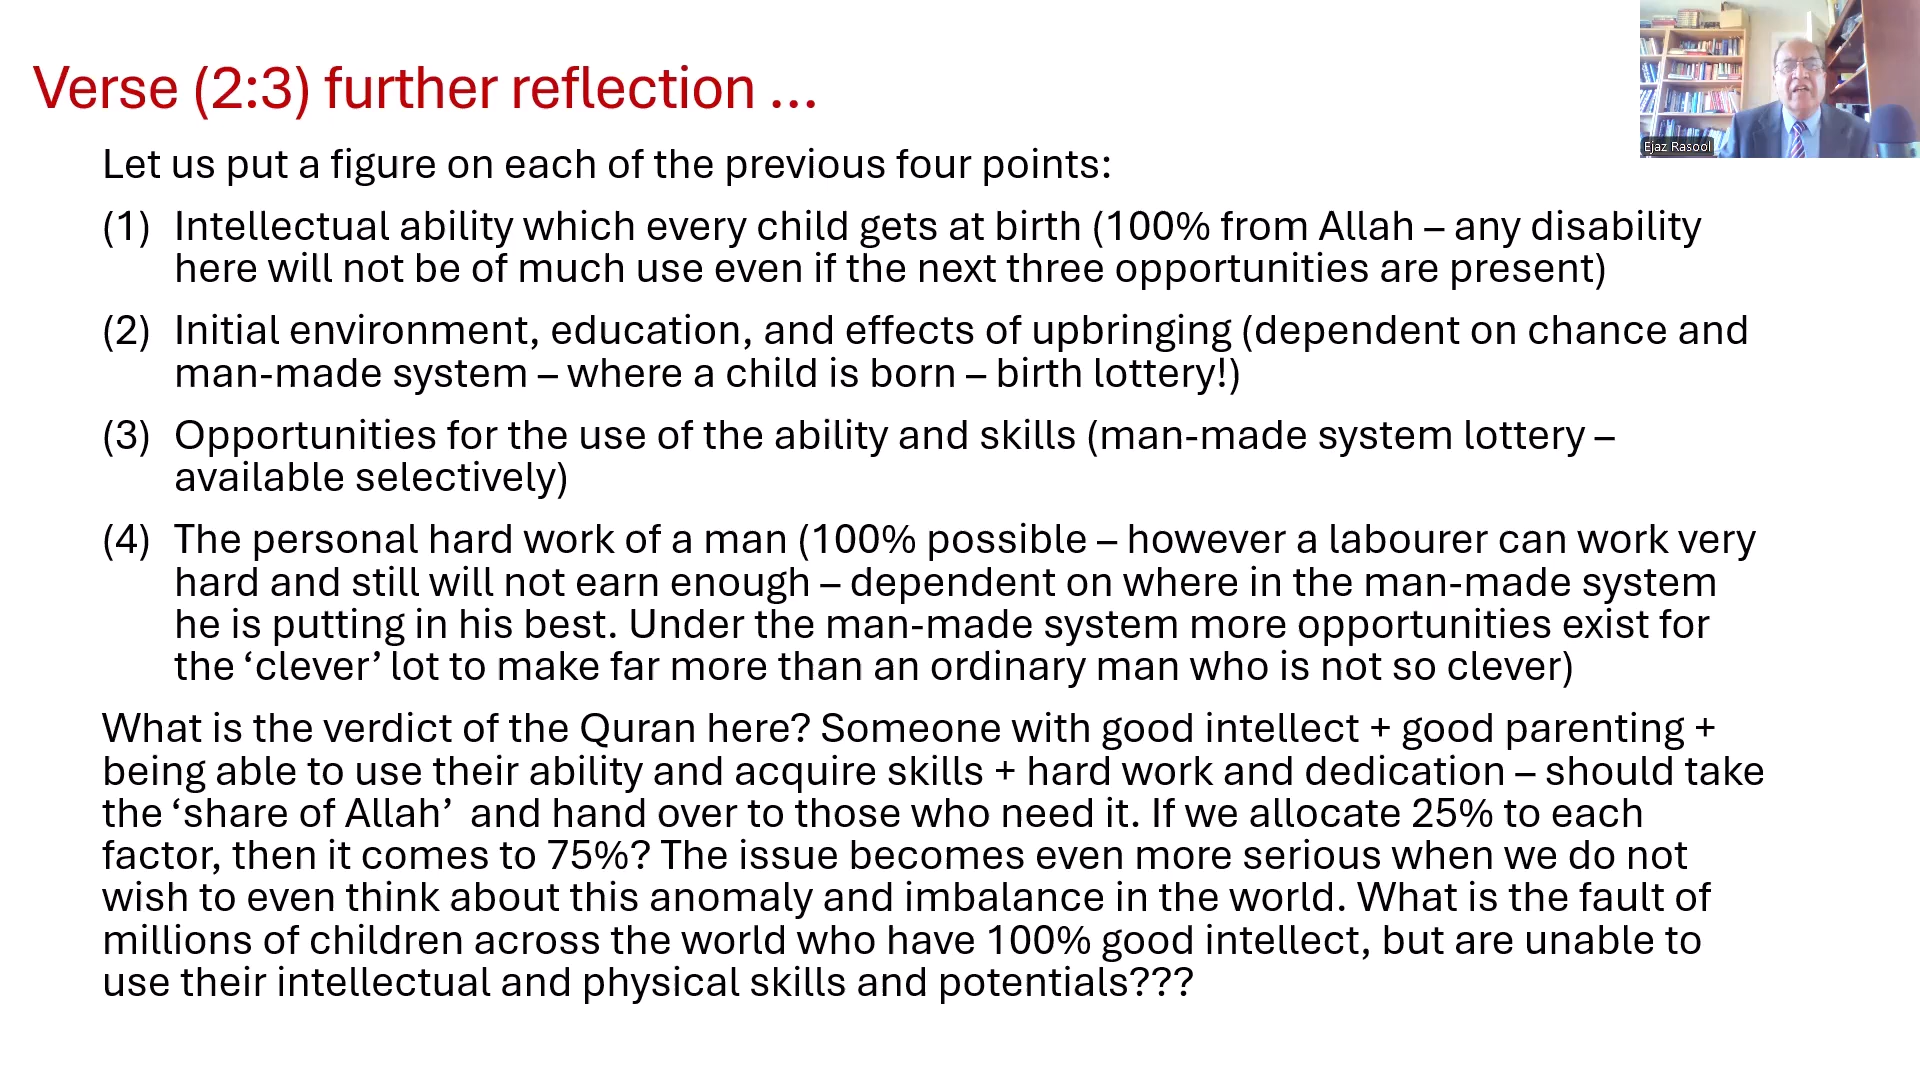 Verse (2:3) further reflection ...
Ejaz Rasool
Let us put a figure on each of the previous four points:
(1) Intellectual ability which every child gets at birth (100% from Allah – any disability
here will not be of much use even if the next three opportunities are present)
(2) Initial environment, education, and effects of upbringing (dependent on chance and
man-made system – where a child is born – birth lottery!)
(3) Opportunities for the use of the ability and skills (man-made system lottery –
available selectively)
(4) The personal hard work of a man (100% possible – however a labourer can work very
hard and still will not earn enough – dependent on where in the man-made system
he is putting in his best. Under the man-made system more opportunities exist for
the ‘clever’ lot to make far more than an ordinary man who is not so clever)
What is the verdict of the Quran here? Someone with good intellect + good parenting +
being able to use their ability and acquire skills + hard work and dedication – should take
the ‘share of Allah’ and hand over to those who need it. If we allocate 25% to each
factor, then it comes to 75%? The issue becomes even more serious when we do not
wish to even think about this anomaly and imbalance in the world. What is the fault of
millions of children across the world who have 100% good intellect, but are unable to
use their intellectual and physical skills and potentials???